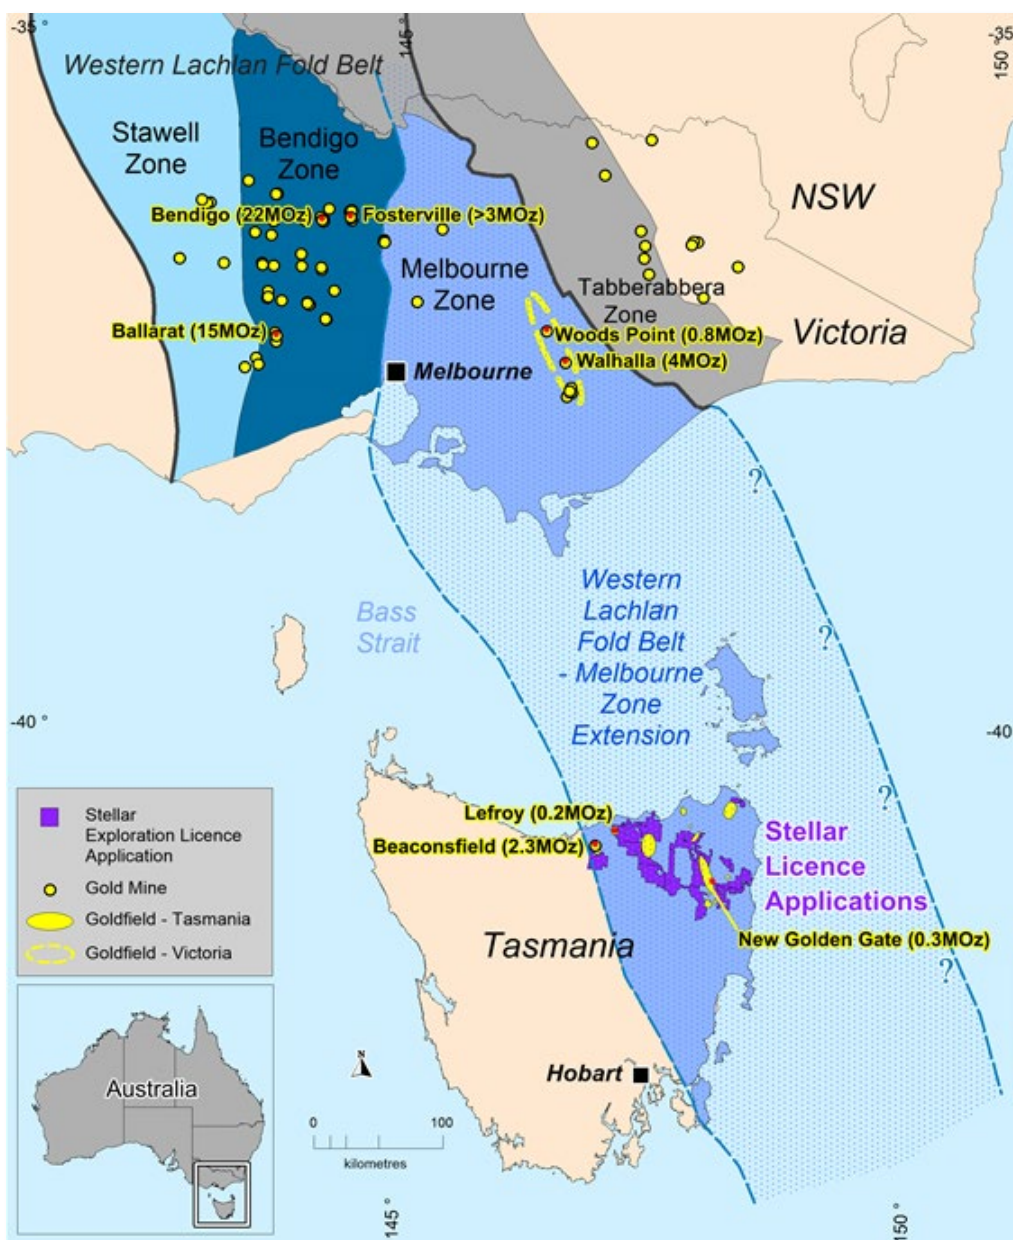 -35 °
145 °
-35 °
150 °
Western Lachlan Fold Belt
Stawell
Zone
Bendigo
Zone
NSW
Bendigo (22MOz)
Fosterville (>3MOz)
Melbourne
Zone
Tabberabbera
Zone
Ballarat (15MOz)
Woods Point (0.8MOz)
Victoria
Walhalla (4MOz)
Melbourne
?
Western
Lachlan
Fold Belt
- Melbourne
Zone
Extension
Bass
Strait
?
-40 °
-40
?
Stellar
Exploration Licence
Application
Gold Mine
Goldfield - Tasmania
Goldfield - Victoria
Lefroy (0.2MOz)
Beaconsfield (2.3MOz)
Stellar
Licence
Applications
New Golden Gate (0.3MOz)
Tasmania
?
Australia
N
Hobart
0 100
kilometres
145 °
150 °